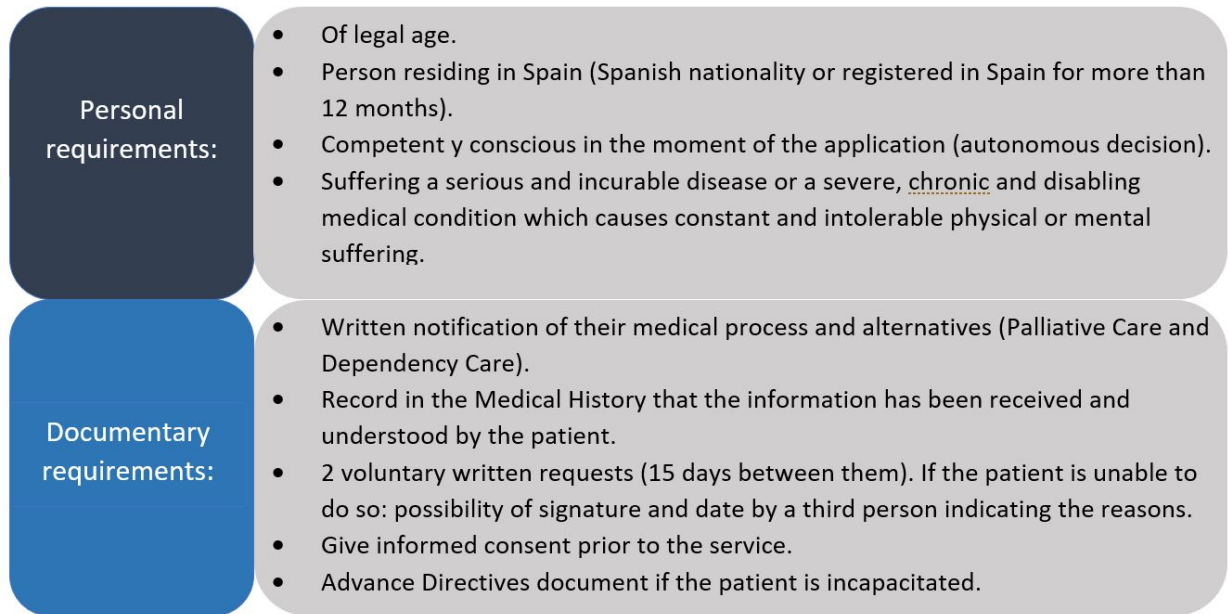 Personal
requirements:
• Of legal age.
• Person residing in Spain (Spanish nationality or registered in Spain for more than
12 months).
• Competent y conscious in the moment of the application (autonomous decision).
• Suffering a serious and incurable disease or a severe, chronic and disabling
medical condition which causes constant and intolerable physical or mental
suffering.
Documentary
requirements:
• Written notification of their medical process and alternatives (Palliative Care and
Dependency Care).
• Record in the Medical History that the information has been received and
understood by the patient.
• 2 voluntary written requests (15 days between them). If the patient is unable to
do so: possibility of signature and date by a third person indicating the reasons.
• Give informed consent prior to the service.
• Advance Directives document if the patient is incapacitated.